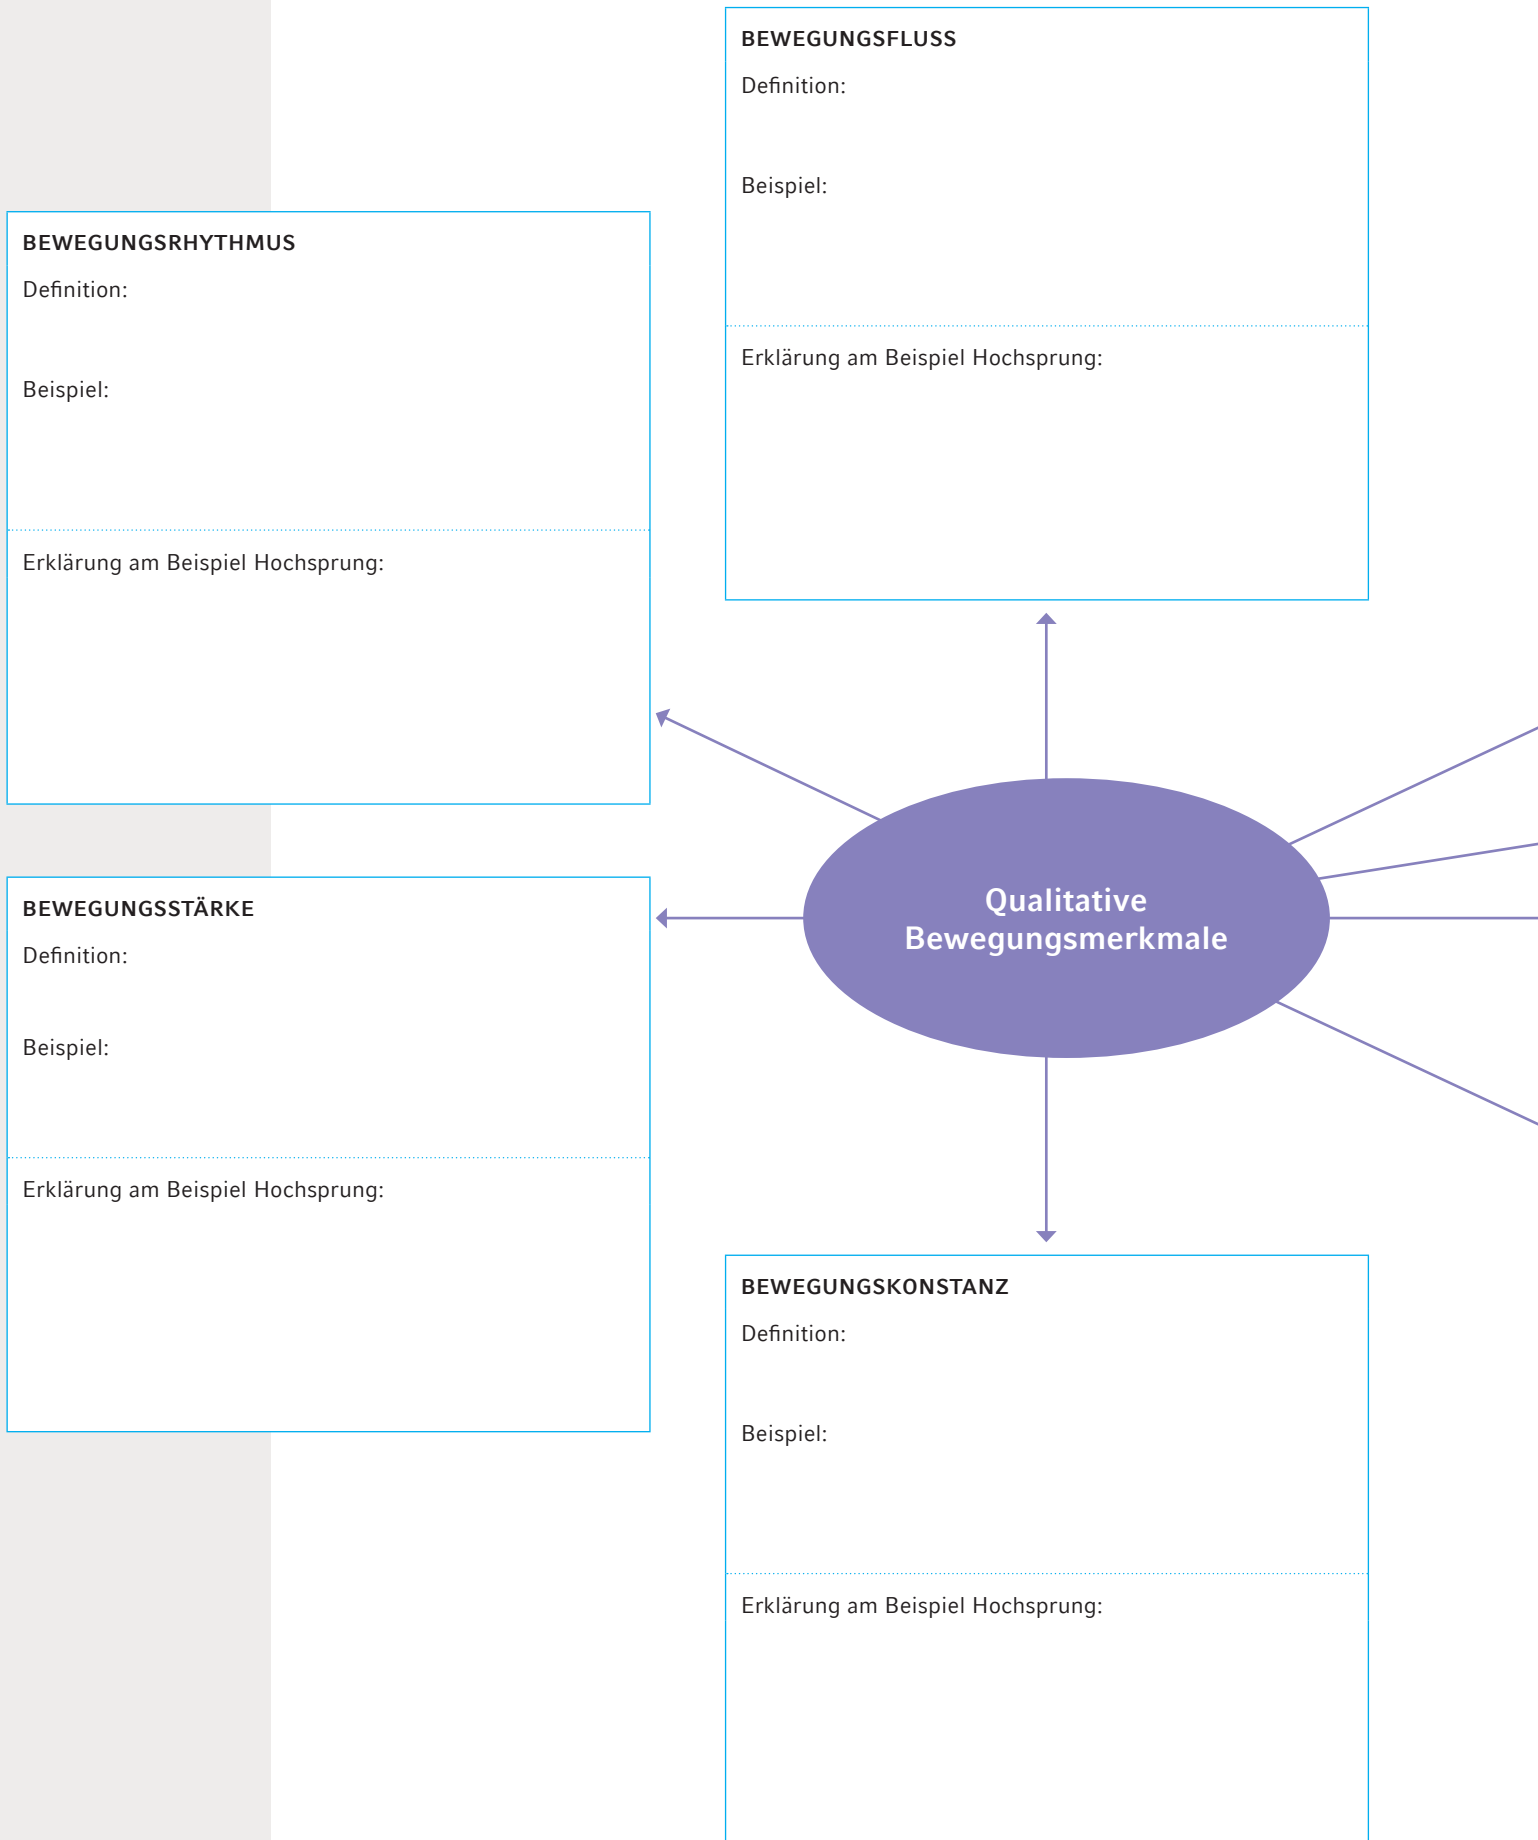 BEWEGUNGSFLUSS
Definition:
Beispiel:
Erklärung am Beispiel Hochsprung:
BEWEGUNGSRHYTHMUS
Definition:
Beispiel:
Erklärung am Beispiel Hochsprung:
Qualitative
Bewegungsmerkmale
BEWEGUNGSSTÄRKE
Definition:
Beispiel:
Erklärung am Beispiel Hochsprung:
BEWEGUNGSKONSTANZ
Definition:
Beispiel:
Erklärung am Beispiel Hochsprung: